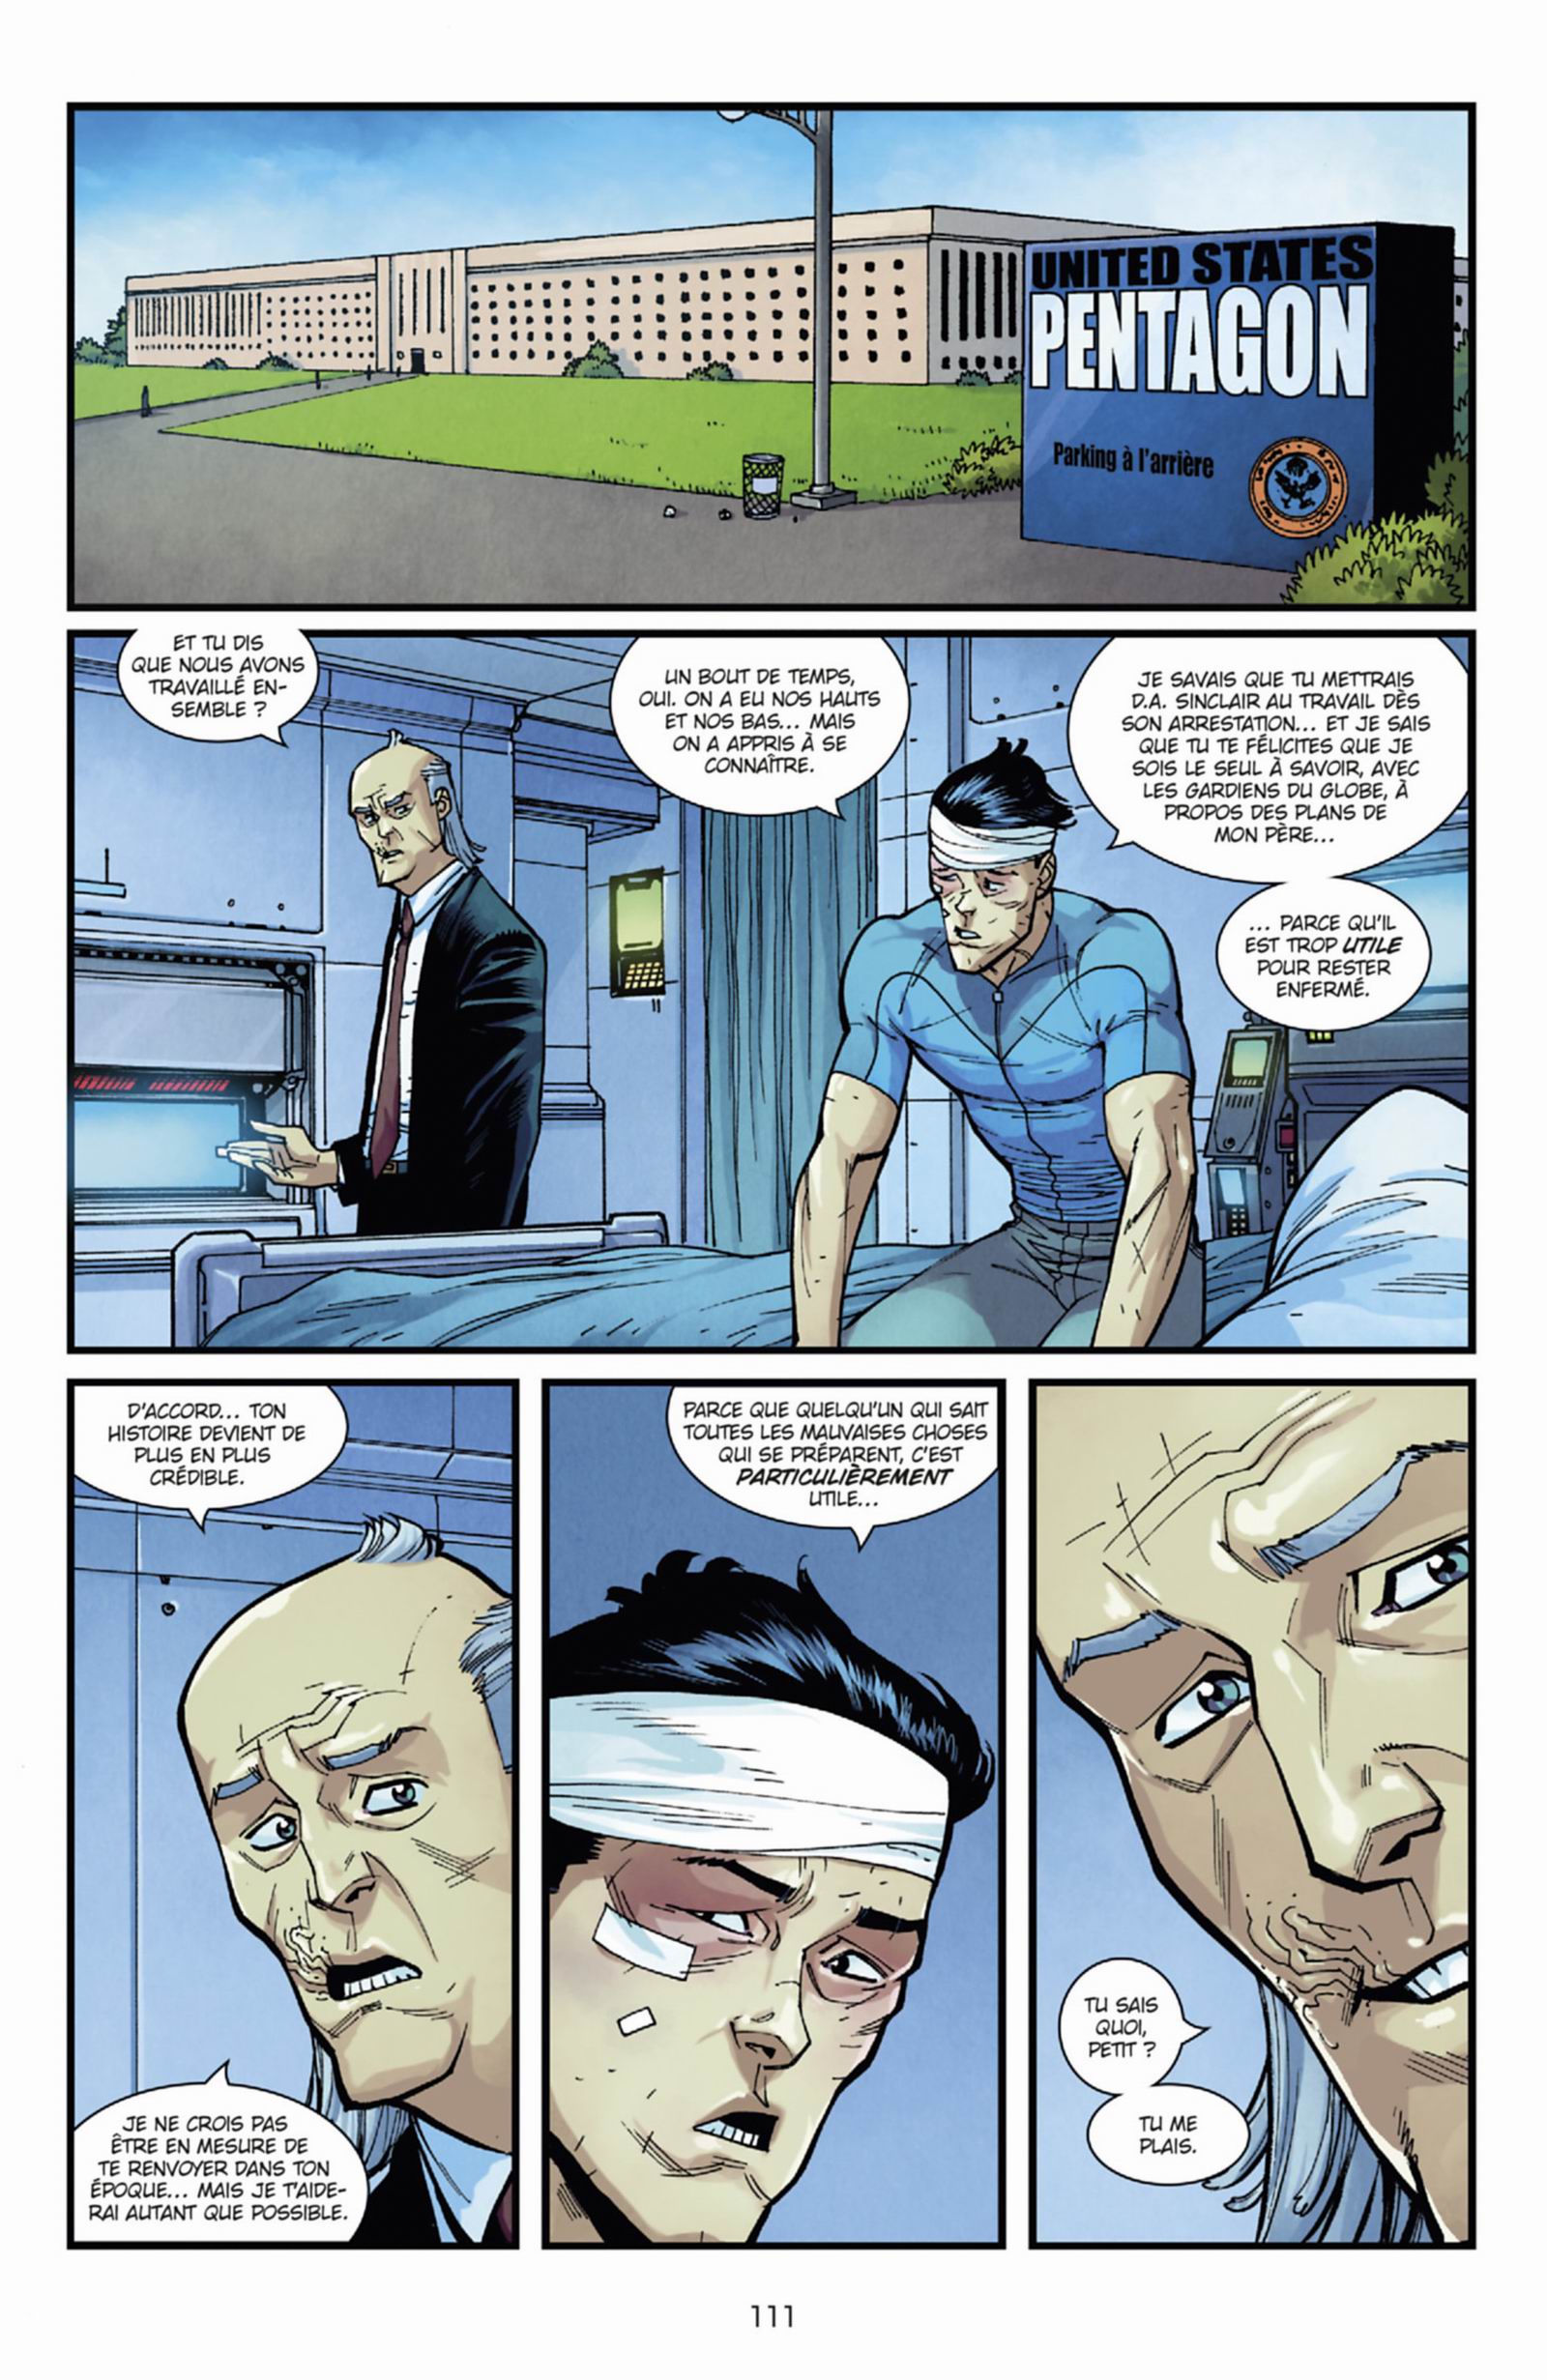 UNITED STATES
PENTAGON
Parking à l'arrière
ET TU DIS
QUE NOUS AVONS
TRAVAILLÉ EN-
SEMBLE ?
UN BOUT DE TEMPS,
OUI. ON A EU NOS HAUTS
ET NOS BAS... MAIS
ON A APPRIS À SE
CONNAÎTRE.
JE SAVAIS QUE TU METTRAIS
D.A. SINCLAIR AU TRAVAIL DÈS
SON ARRESTATION... ET JE SAIS
QUE TU TE FÉLICITES QUE JE
SOIS LE SEUL À SAVOIR, AVEC
LES GARDIENS DU GLOBE, À
PROPOS DES PLANS DE
MON PÈRE...
... PARCE QU'IL
EST TROP UTILE
POUR RESTER
ENFERMÉ.
D'ACCORD... TON
HISTOIRE DEVIENT DE
PLUS EN PLUS
CRÉDIBLE.
JE NE CROIS PAS
ÊTRE EN MESURE DE
TE RENVOYER DANS TON
ÉPOQUE... MAIS JE T'AIDE-
RAI AUTANT QUE POSSIBLE.
PARCE QUE QUELQU'UN QUI SAIT
TOUTES LES MAUVAISES CHOSES
QUI SE PRÉPARENT, C'EST
PARTICULIÈREMENT
UTILE...
TU SAIS
QUOI,
PETIT ?
TU ME
PLAIS.
111